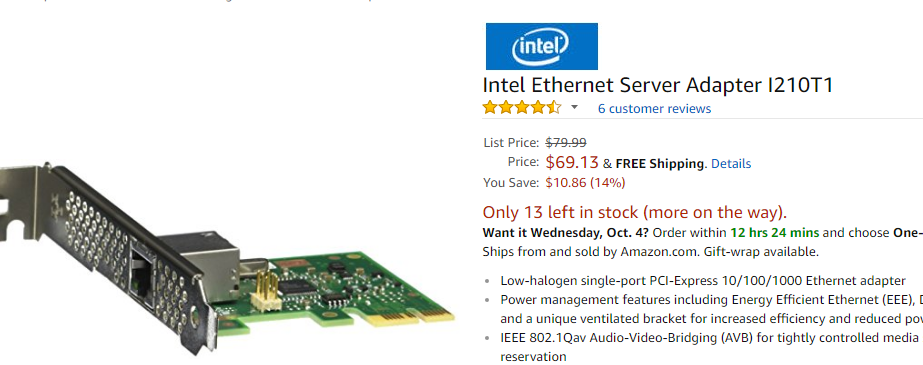 intel
Intel Ethernet Server Adapter I210T1
6 customer reviews
List Price: $79.99
Price: $69.13 & FREE Shipping. Details
You Save: $10.86 (14%)
Only 13 left in stock (more on the way).
Want it Wednesday, Oct. 4? Order within 12 hrs 24 mins and choose One-
Ships from and sold by Amazon.com. Gift-wrap available.
Low-halogen single-port PCI-Express 10/100/1000 Ethernet adapter
Power management features including Energy Efficient Ethernet (EEE), D
and a unique ventilated bracket for increased efficiency and reduced po
IEEE 802.1Qav Audio-Video-Bridging (AVB) for tightly controlled media
reservation